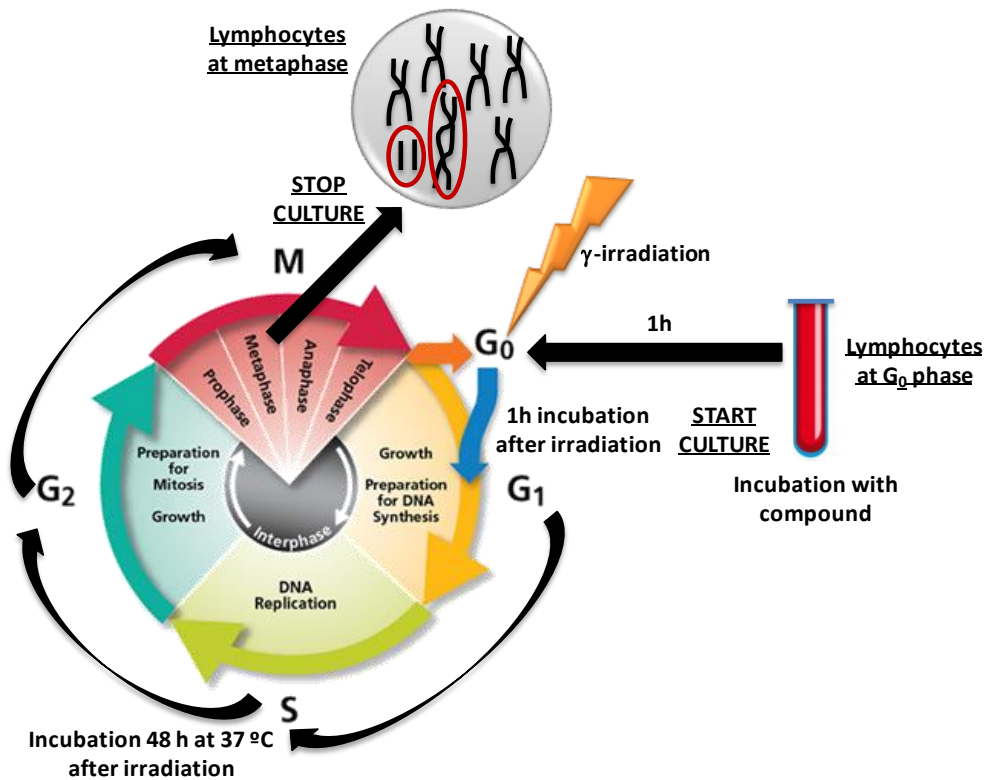 Lymphocytes
at metaphase
STOP
CULTURE
M
γ-irradiation
1h
G0
Lymphocytes
at G0 phase
Prophase
Metaphase
Anaphase
Telophase
1h incubation
after irradiation
START
CULTURE
Incubation with
compound
Preparation
for
Mitosis
Growth
Growth
Preparation
for DNA
Synthesis
G2
G1
Interphase
DNA
Replication
S
Incubation 48 h at 37 ºC
after irradiation